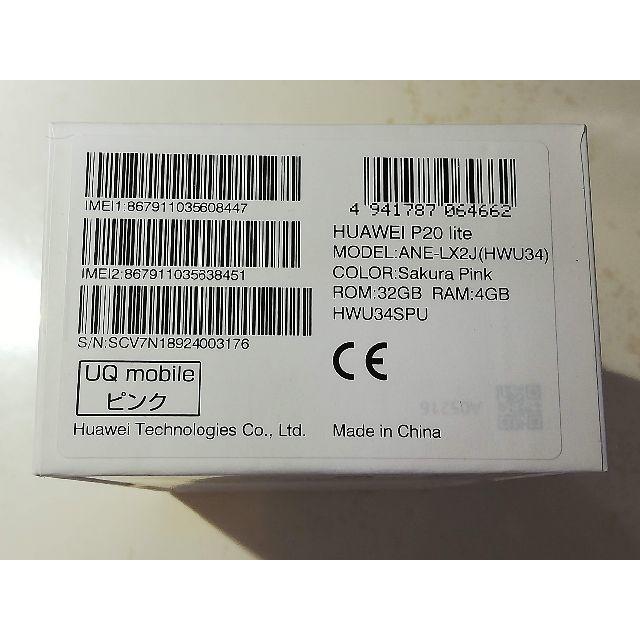 IMEI1:867911035608447
IMEI2:867911035638451
S/N:SCV7N18924003176
UQ mobile
ピンク
Huawei Technologies Co., Ltd.
4 941787 064662
HUAWEI P20 lite
MODEL:ANE-LX2J(HWU34)
COLOR:Sakura Pink
ROM:32GB RAM:4GB
HWU34SPU
CE
A05216
Made in China